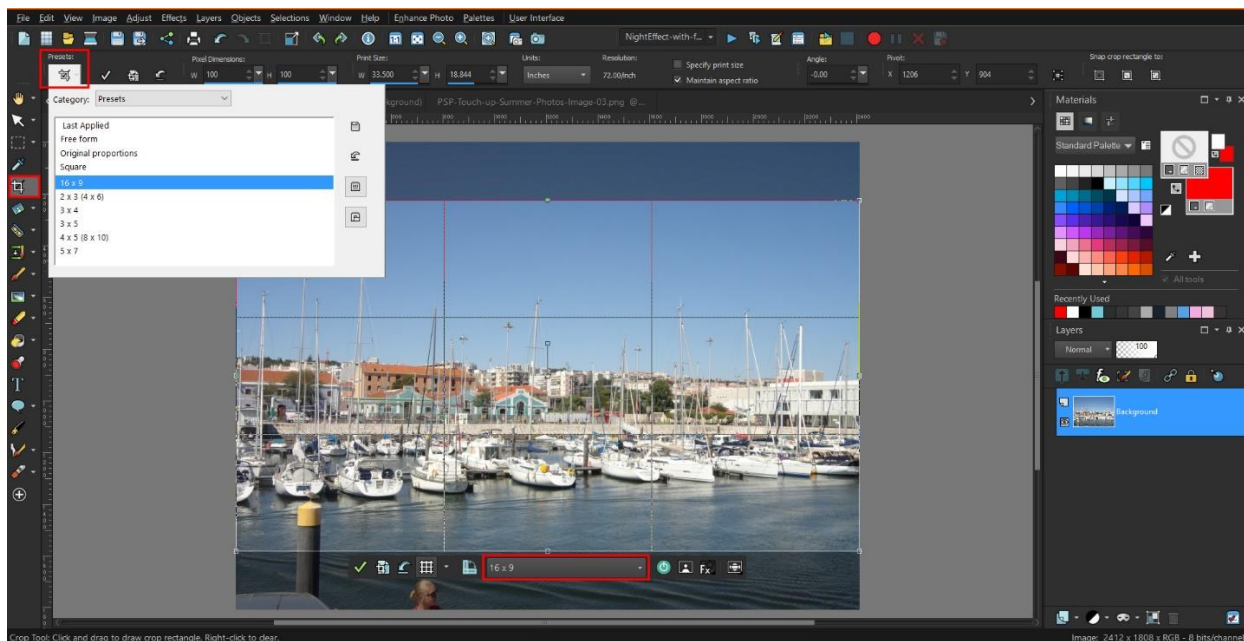 File Edit View Image Adjust Effects Layers Objects Selections Window Help Enhance Photo Palettes User Interface
NightEffect-with-f...
Presets:
Pixel Dimensions:
Print Size:
Units:
Resolution:
Specify print size
Angle:
Pivot:
Snap crop rectangle to:
W 100 H 100 W 33.500 H 18.844 Inches 72.00/inch Maintain aspect ratio -0.00 X 1206 Y 904
Category: Presets
kground) PSP-Touch-up-Summer-Photos-Image-03.png @...
Last Applied
Free form
Original proportions
Square
16 x 9
2 x 3 (4 x 6)
3 x 4
3 x 5
4 x 5 (8 x 10)
5 x 7
Materials
Standard Palette
All tools
Recently Used
Layers
Normal 100
Background
16 x 9
Crop Tool: Click and drag to draw crop rectangle. Right-click to clear.
Image: 2412 x 1808 x RGB - 8 bits/channel